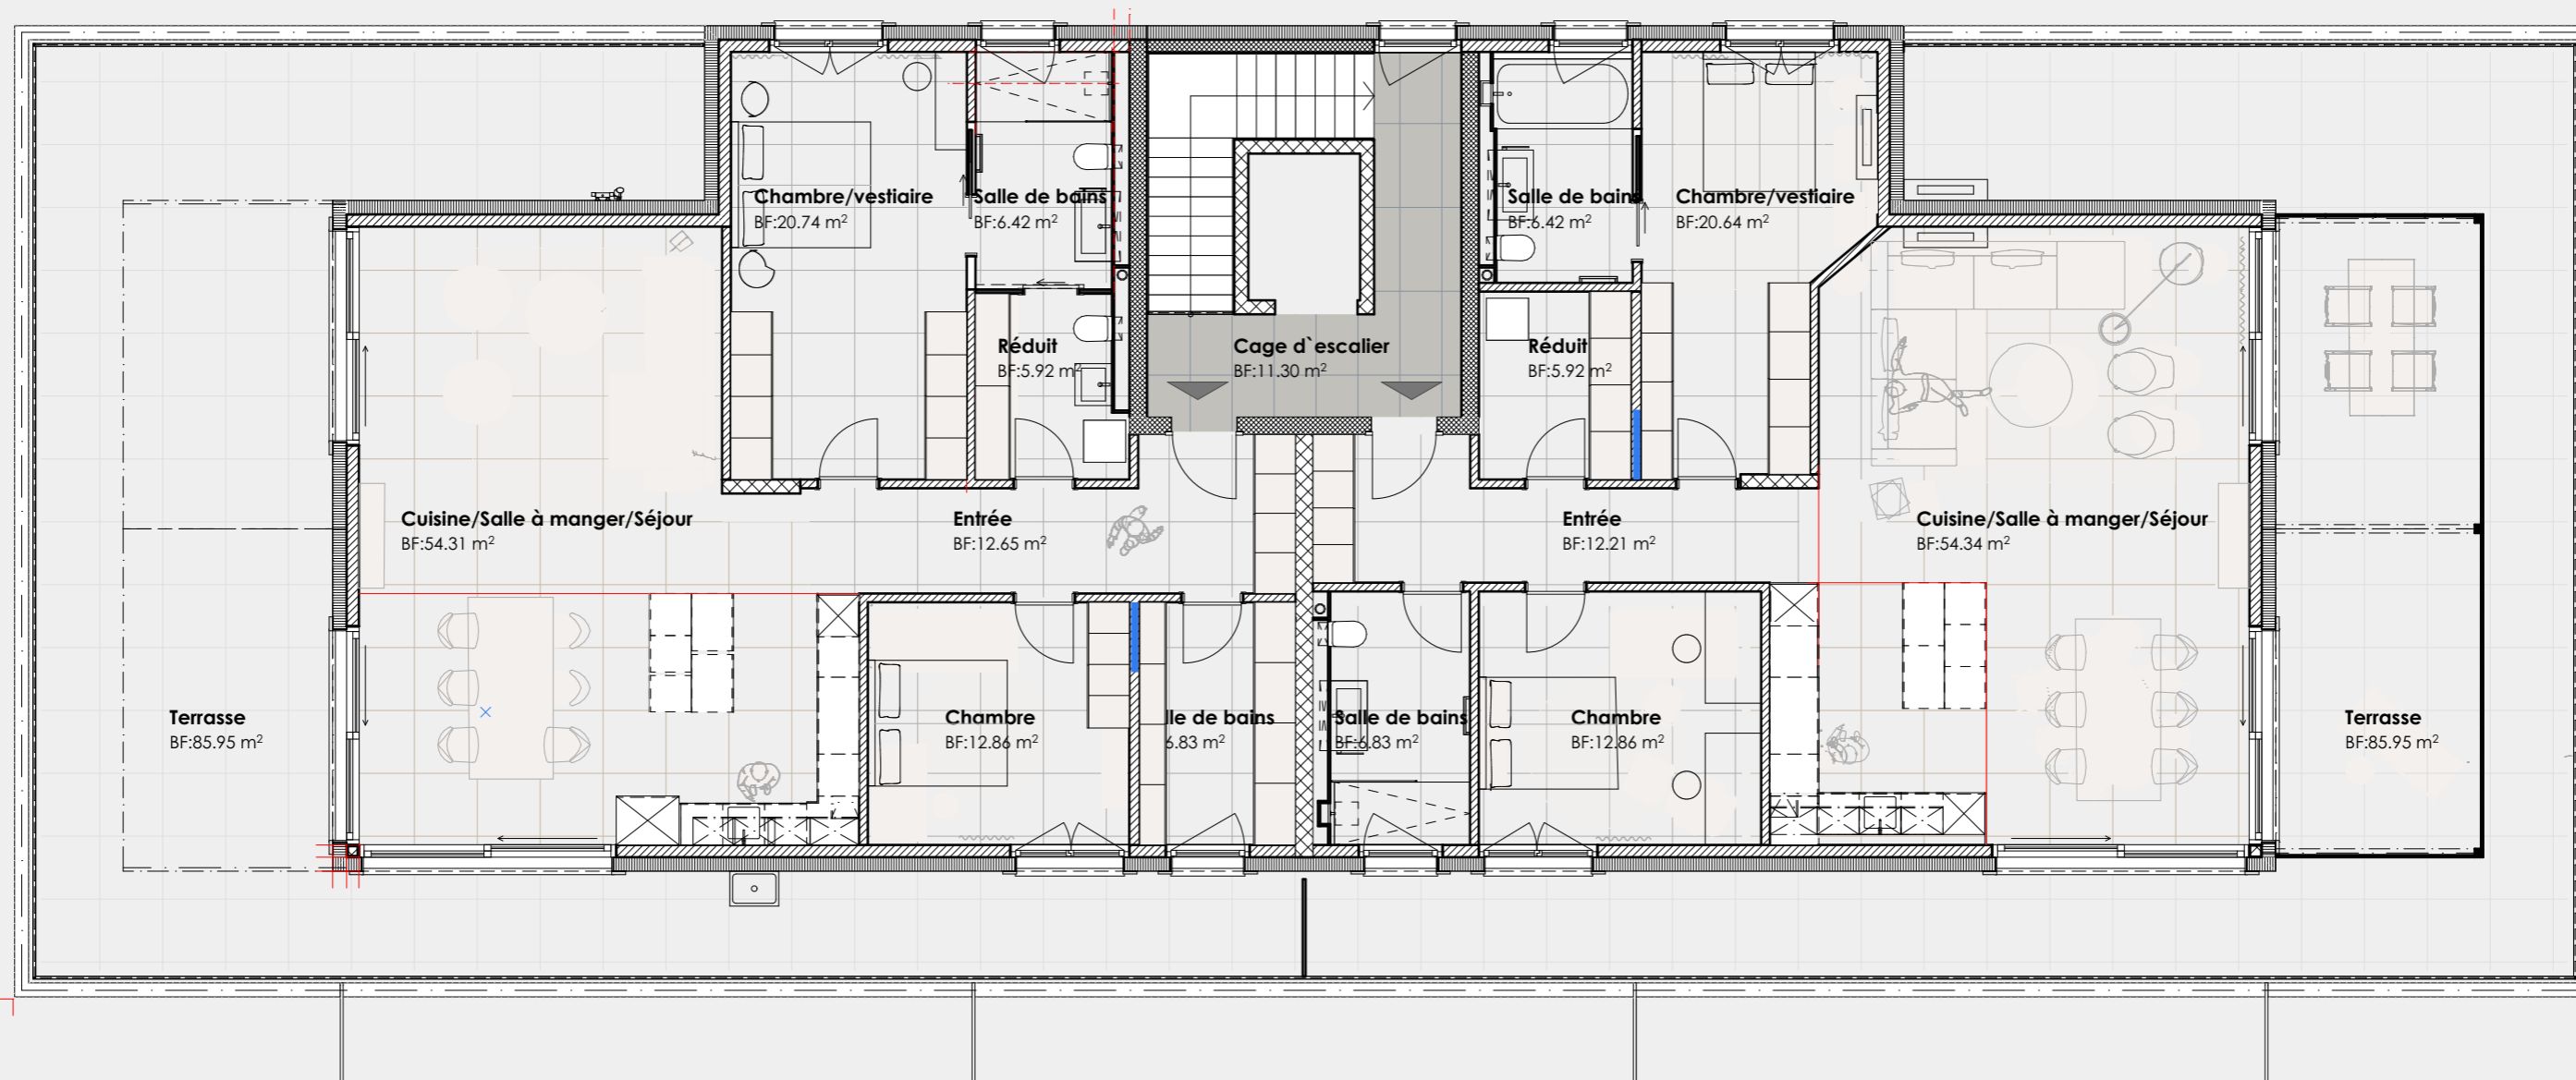 Chambre/vestiaire
BF:20.74 m²
Salle de bains
BF:6.42 m²
Salle de bains
BF:6.42 m²
Chambre/vestiaire
BF:20.64 m²
Réduit
BF:5.92 m²
Cage d`escalier
BF:11.30 m²
Réduit
BF:5.92 m²
Cuisine/Salle à manger/Séjour
BF:54.31 m²
Entrée
BF:12.65 m²
Entrée
BF:12.21 m²
Cuisine/Salle à manger/Séjour
BF:54.34 m²
Terrasse
BF:85.95 m²
Chambre
BF:12.86 m²
lle de bains
6.83 m²
Salle de bains
BF:6.83 m²
Chambre
BF:12.86 m²
Terrasse
BF:85.95 m²